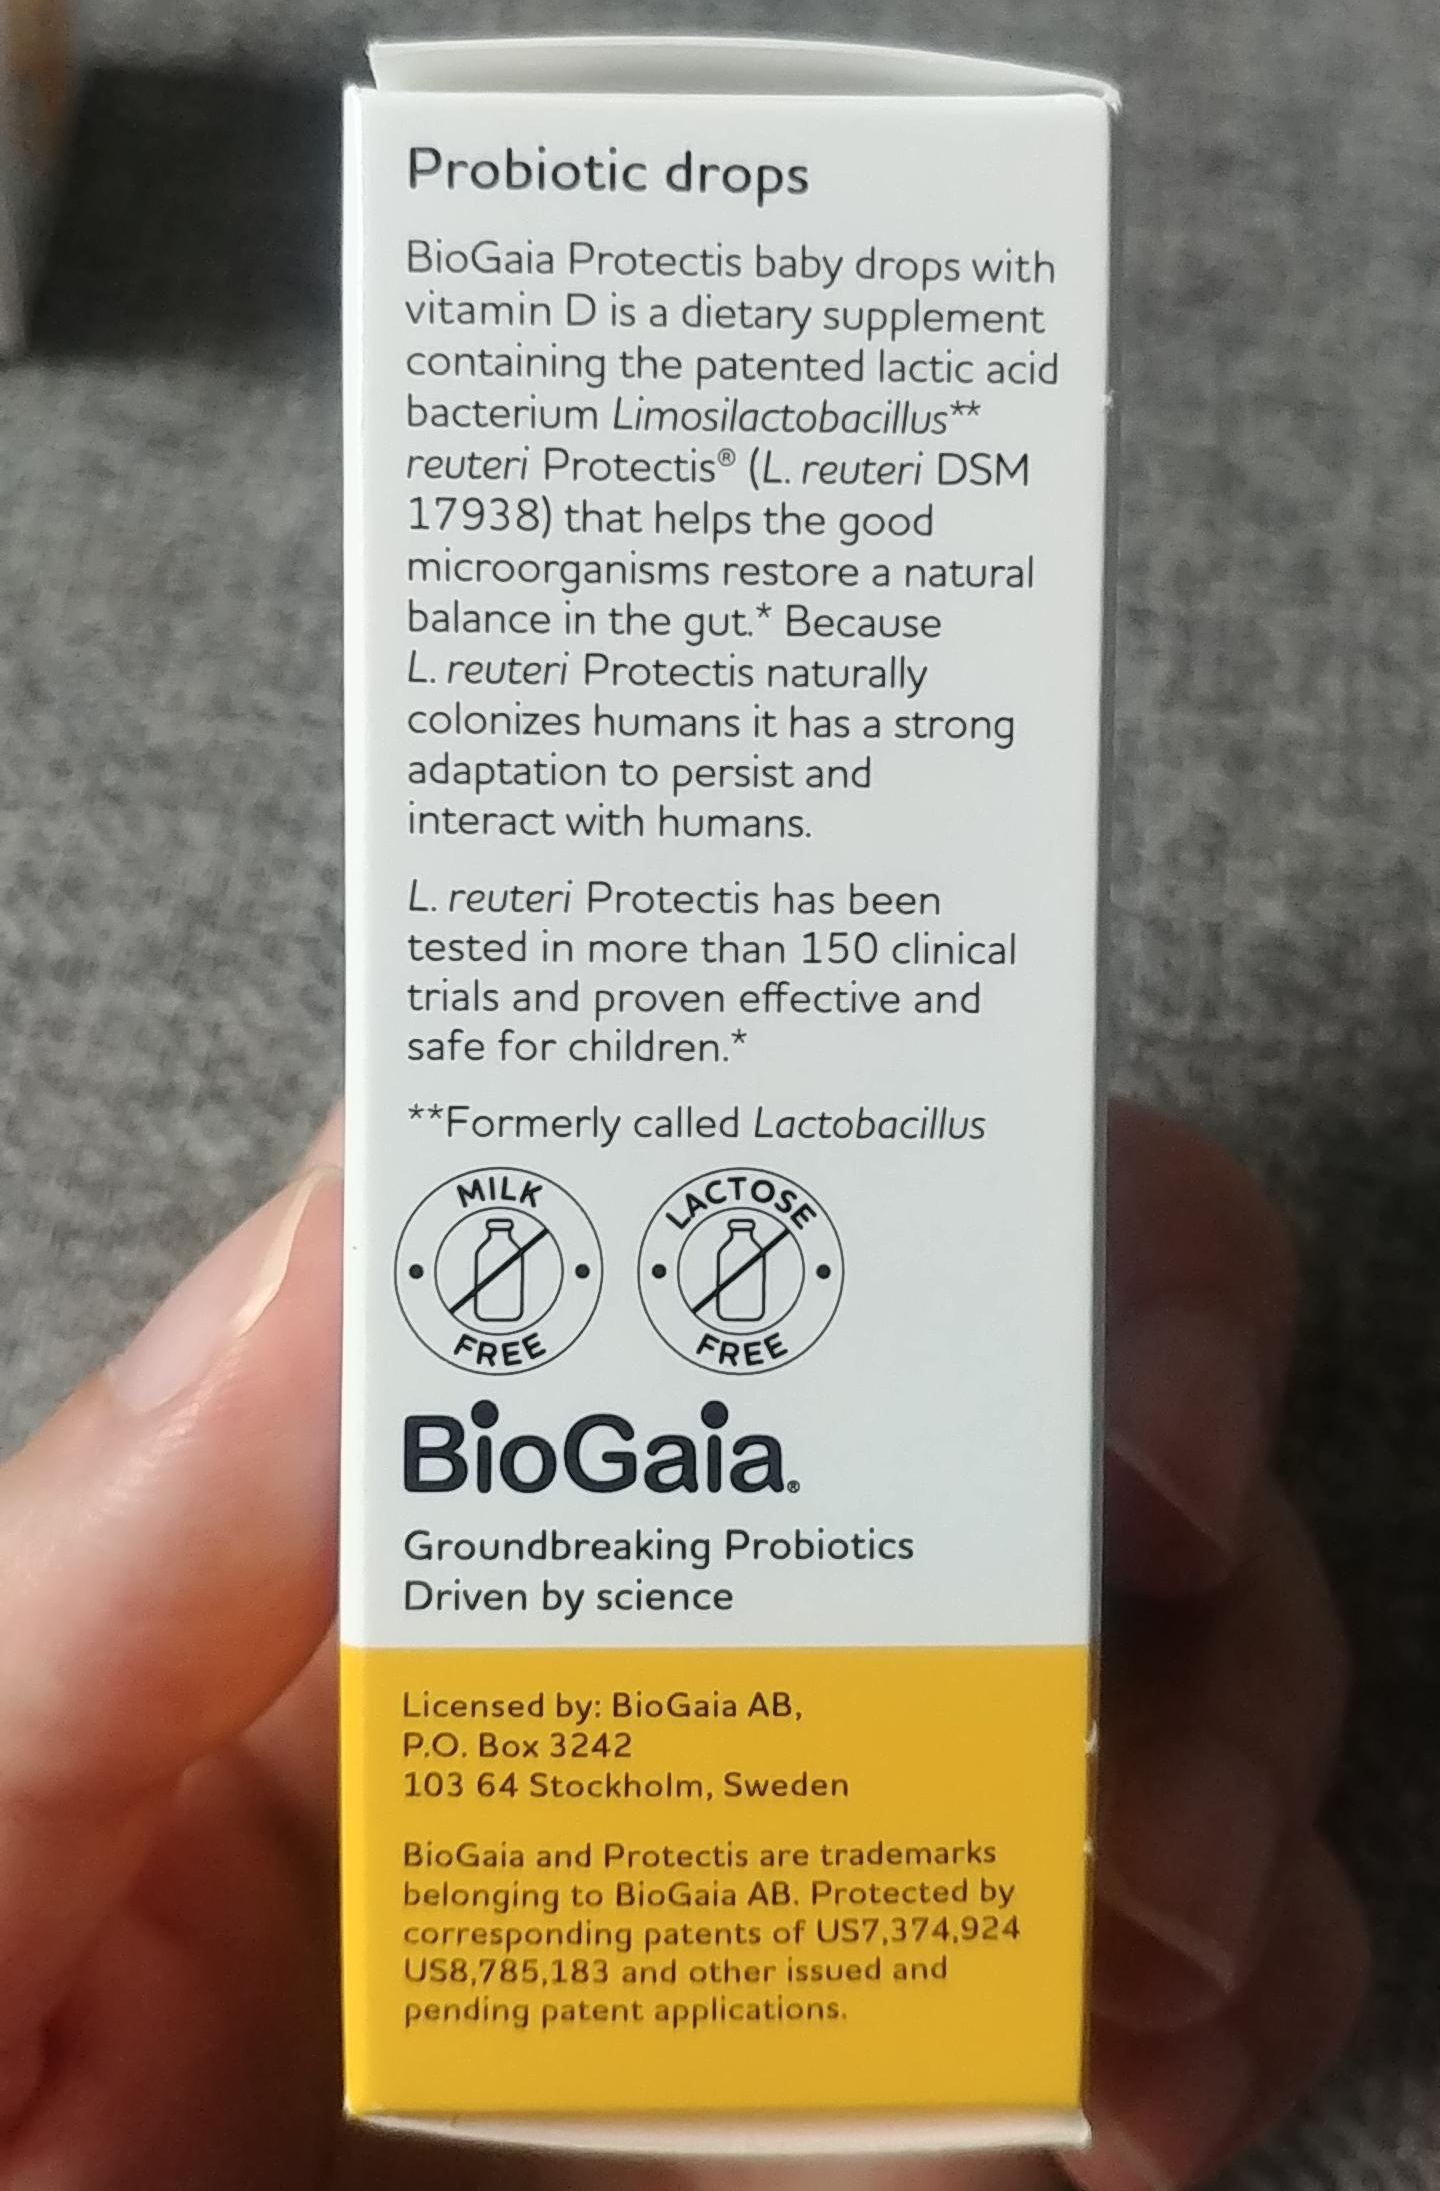 Probiotic drops
BioGaia Protectis baby drops with
vitamin D is a dietary supplement
containing the patented lactic acid
bacterium Limosilactobacillus**
reuteri Protectis® (L. reuteri DSM
17938) that helps the good
microorganisms restore a natural
balance in the gut.* Because
L. reuteri Protectis naturally
colonizes humans it has a strong
adaptation to persist and
interact with humans.
L. reuteri Protectis has been
tested in more than 150 clinical
trials and proven effective and
safe for children.*
**Formerly called Lactobacillus
MILK FREE
LACTOSE FREE
BioGaia®
Groundbreaking Probiotics
Driven by science
Licensed by: BioGaia AB,
P.O. Box 3242
103 64 Stockholm, Sweden
BioGaia and Protectis are trademarks
belonging to BioGaia AB. Protected by
corresponding patents of US7,374,924
US8,785,183 and other issued and
pending patent applications.